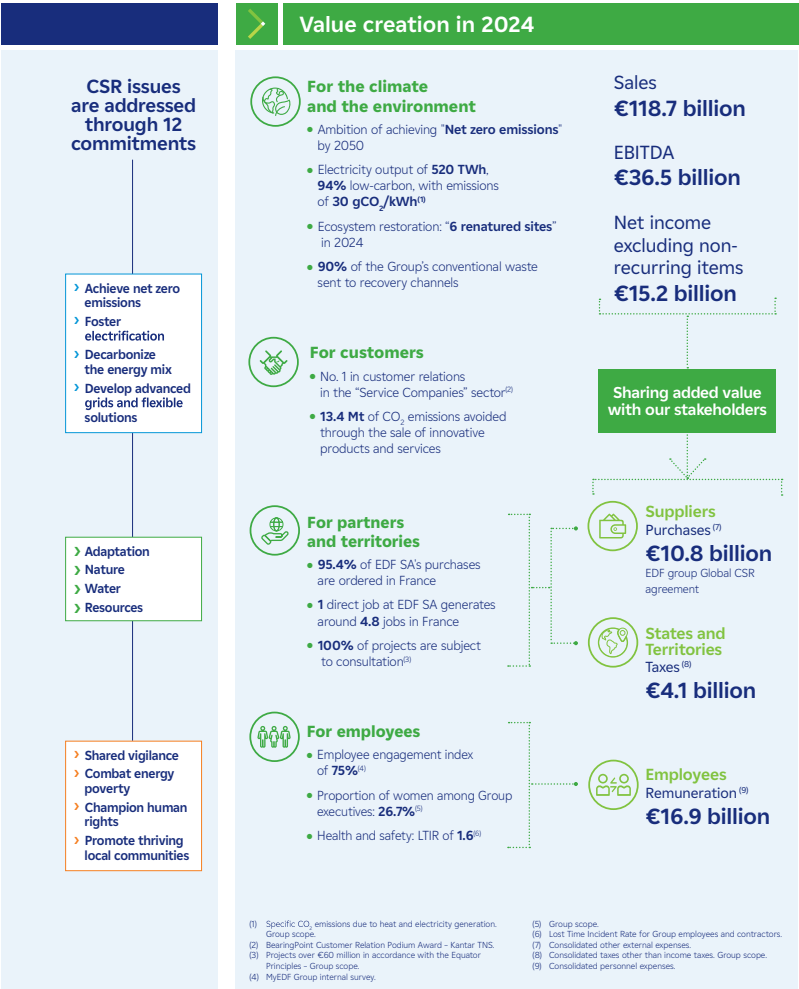 Value creation in 2024
CSR issues
are addressed
through 12
commitments
› Achieve net zero
emissions
› Foster
electrification
› Decarbonize
the energy mix
› Develop advanced
grids and flexible
solutions
› Adaptation
› Nature
› Water
› Resources
› Shared vigilance
› Combat energy
poverty
› Champion human
rights
› Promote thriving
local communities
For the climate
and the environment
• Ambition of achieving "Net zero emissions"
by 2050
• Electricity output of 520 TWh,
94% low-carbon, with emissions
of 30 gCO2/kWh(1)
• Ecosystem restoration: "6 renatured sites"
in 2024
• 90% of the Group's conventional waste
sent to recovery channels
For customers
• No. 1 in customer relations
in the "Service Companies" sector(2)
• 13.4 Mt of CO2 emissions avoided
through the sale of innovative
products and services
For partners
and territories
• 95.4% of EDF SA's purchases
are ordered in France
• 1 direct job at EDF SA generates
around 4.8 jobs in France
• 100% of projects are subject
to consultation(3)
For employees
• Employee engagement index
of 75%(4)
• Proportion of women among Group
executives: 26.7%(5)
• Health and safety: LTIR of 1.6(6)
Sales
€118.7 billion
EBITDA
€36.5 billion
Net income
excluding non-
recurring items
€15.2 billion
Sharing added value
with our stakeholders
Suppliers
Purchases(7)
€10.8 billion
EDF group Global CSR
agreement
States and
Territories
Taxes(8)
€4.1 billion
Employees
Remuneration(9)
€16.9 billion
(1) Specific CO2 emissions due to heat and electricity generation.
Group scope.
(2) BearingPoint Customer Relation Podium Award - Kantar TNS.
(3) Projects over €60 million in accordance with the Equator
Principles - Group scope.
(4) MyEDF Group internal survey.
(5) Group scope.
(6) Lost Time Incident Rate for Group employees and contractors.
(7) Consolidated other external expenses.
(8) Consolidated taxes other than income taxes. Group scope.
(9) Consolidated personnel expenses.